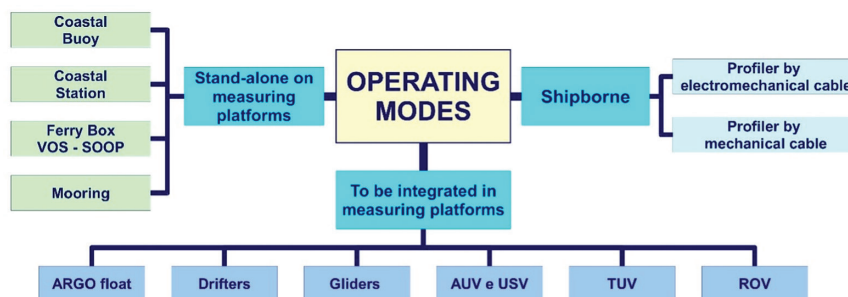 Coastal
Buoy
Coastal
Station
Ferry Box
VOS - SOOP
Mooring
Stand-alone on
measuring
platforms
OPERATING
MODES
Shipborne
Profiler by
electromechanical cable
Profiler by
mechanical cable
To be integrated in
measuring platforms
ARGO float
Drifters
Gliders
AUV e USV
TUV
ROV